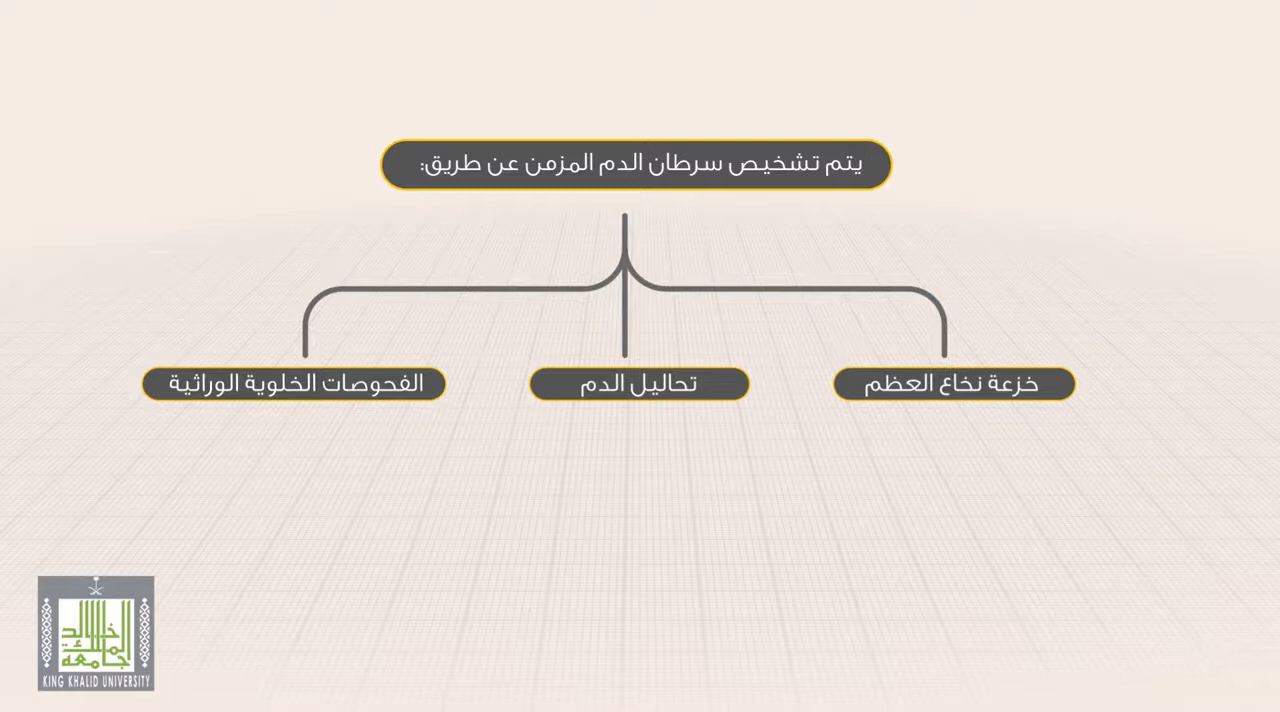 يتم تشخيص سرطان الدم المزمن عن طريق:
خزعة نخاع العظم
تحاليل الدم
الفحوصات الخلوية الوراثية
جامعة
الملك
خالد
KING KHALID UNIVERSITY